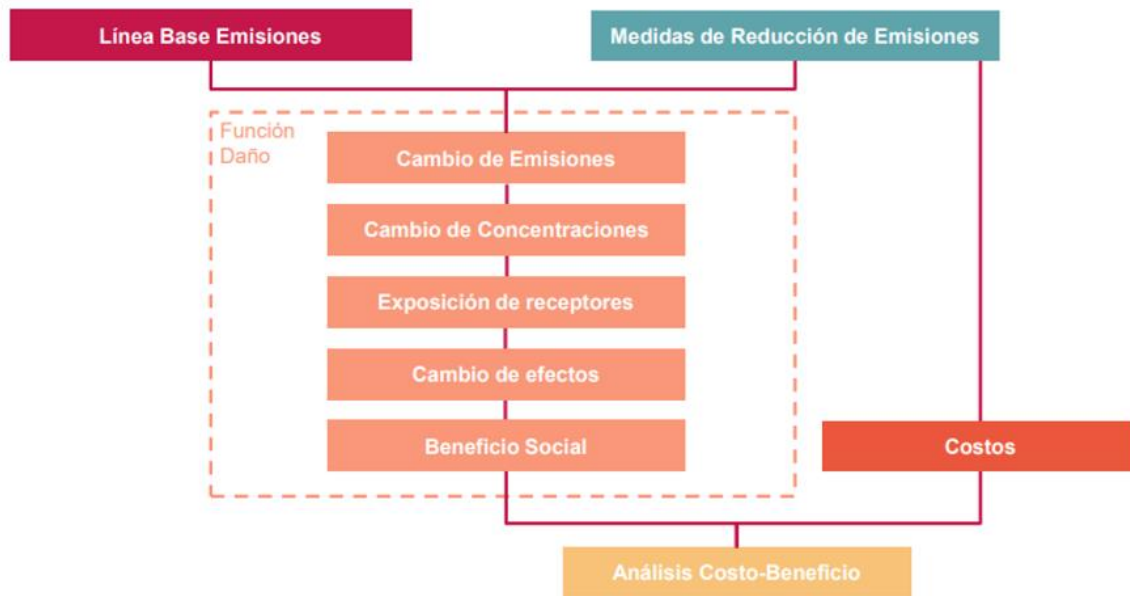 Línea Base Emisiones
Medidas de Reducción de Emisiones
Función
Daño
Cambio de Emisiones
Cambio de Concentraciones
Exposición de receptores
Cambio de efectos
Beneficio Social
Costos
Análisis Costo-Beneficio